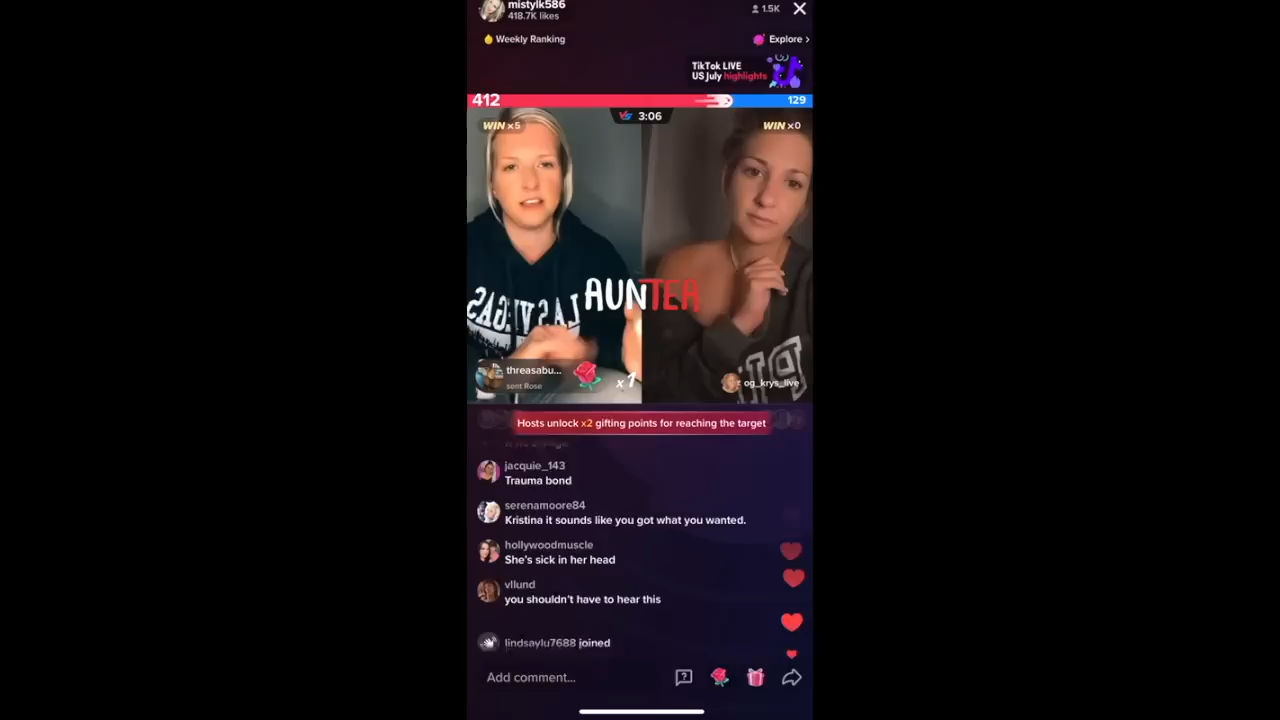 mistylk586
418.7K likes
1.5K
Weekly Ranking
Explore >
TikTok LIVE
US July highlights
412
129
VS 3:06
WIN x5
WIN x0
LAS VEGAS
AUNTEA
threasabu...
sent Rose
x1
og_krys_live
Hosts unlock x2 gifting points for reaching the target
jacquie_143
Trauma bond
serenamoore84
Kristina it sounds like you got what you wanted.
hollywoodmuscle
She's sick in her head
vllund
you shouldn't have to hear this
lindsaylu7688 joined
Add comment...